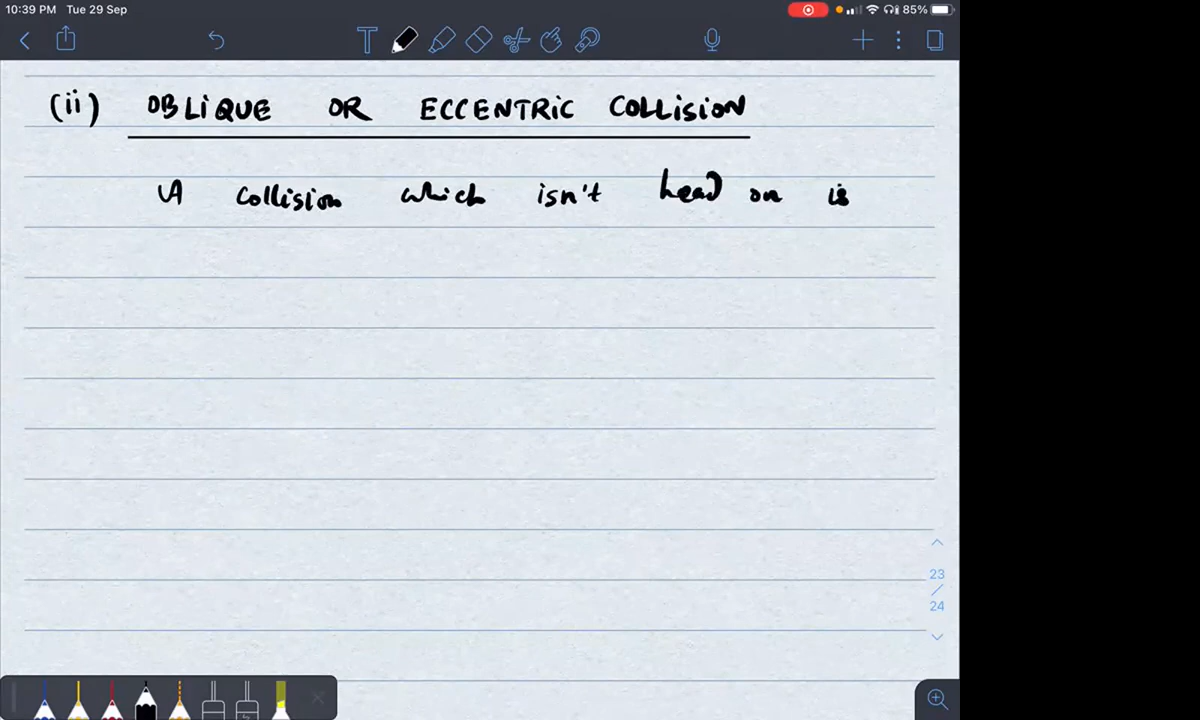 10:39 PM Tue 29 Sep
85%
(ii) OBLIQUE OR ECCENTRIC COLLISION
A collision which isn't head on is
23
/
24